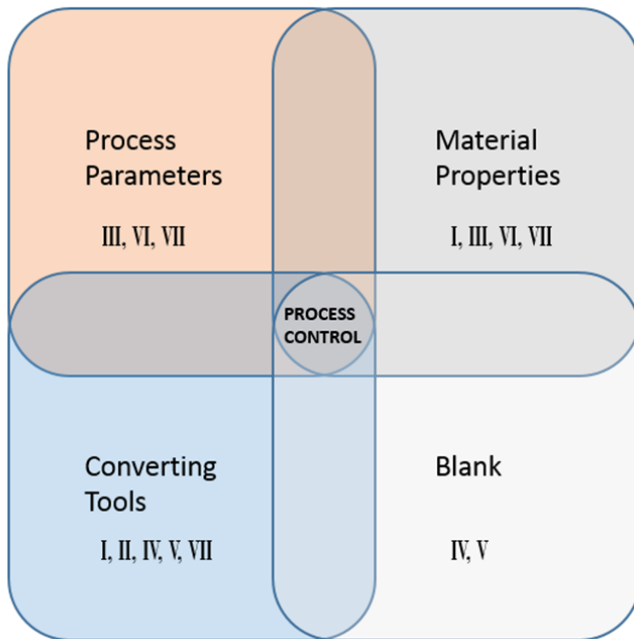 Process
Parameters
III, VI, VII
Material
Properties
I, III, VI, VII
PROCESS
CONTROL
Converting
Tools
I, II, IV, V, VII
Blank
IV, V